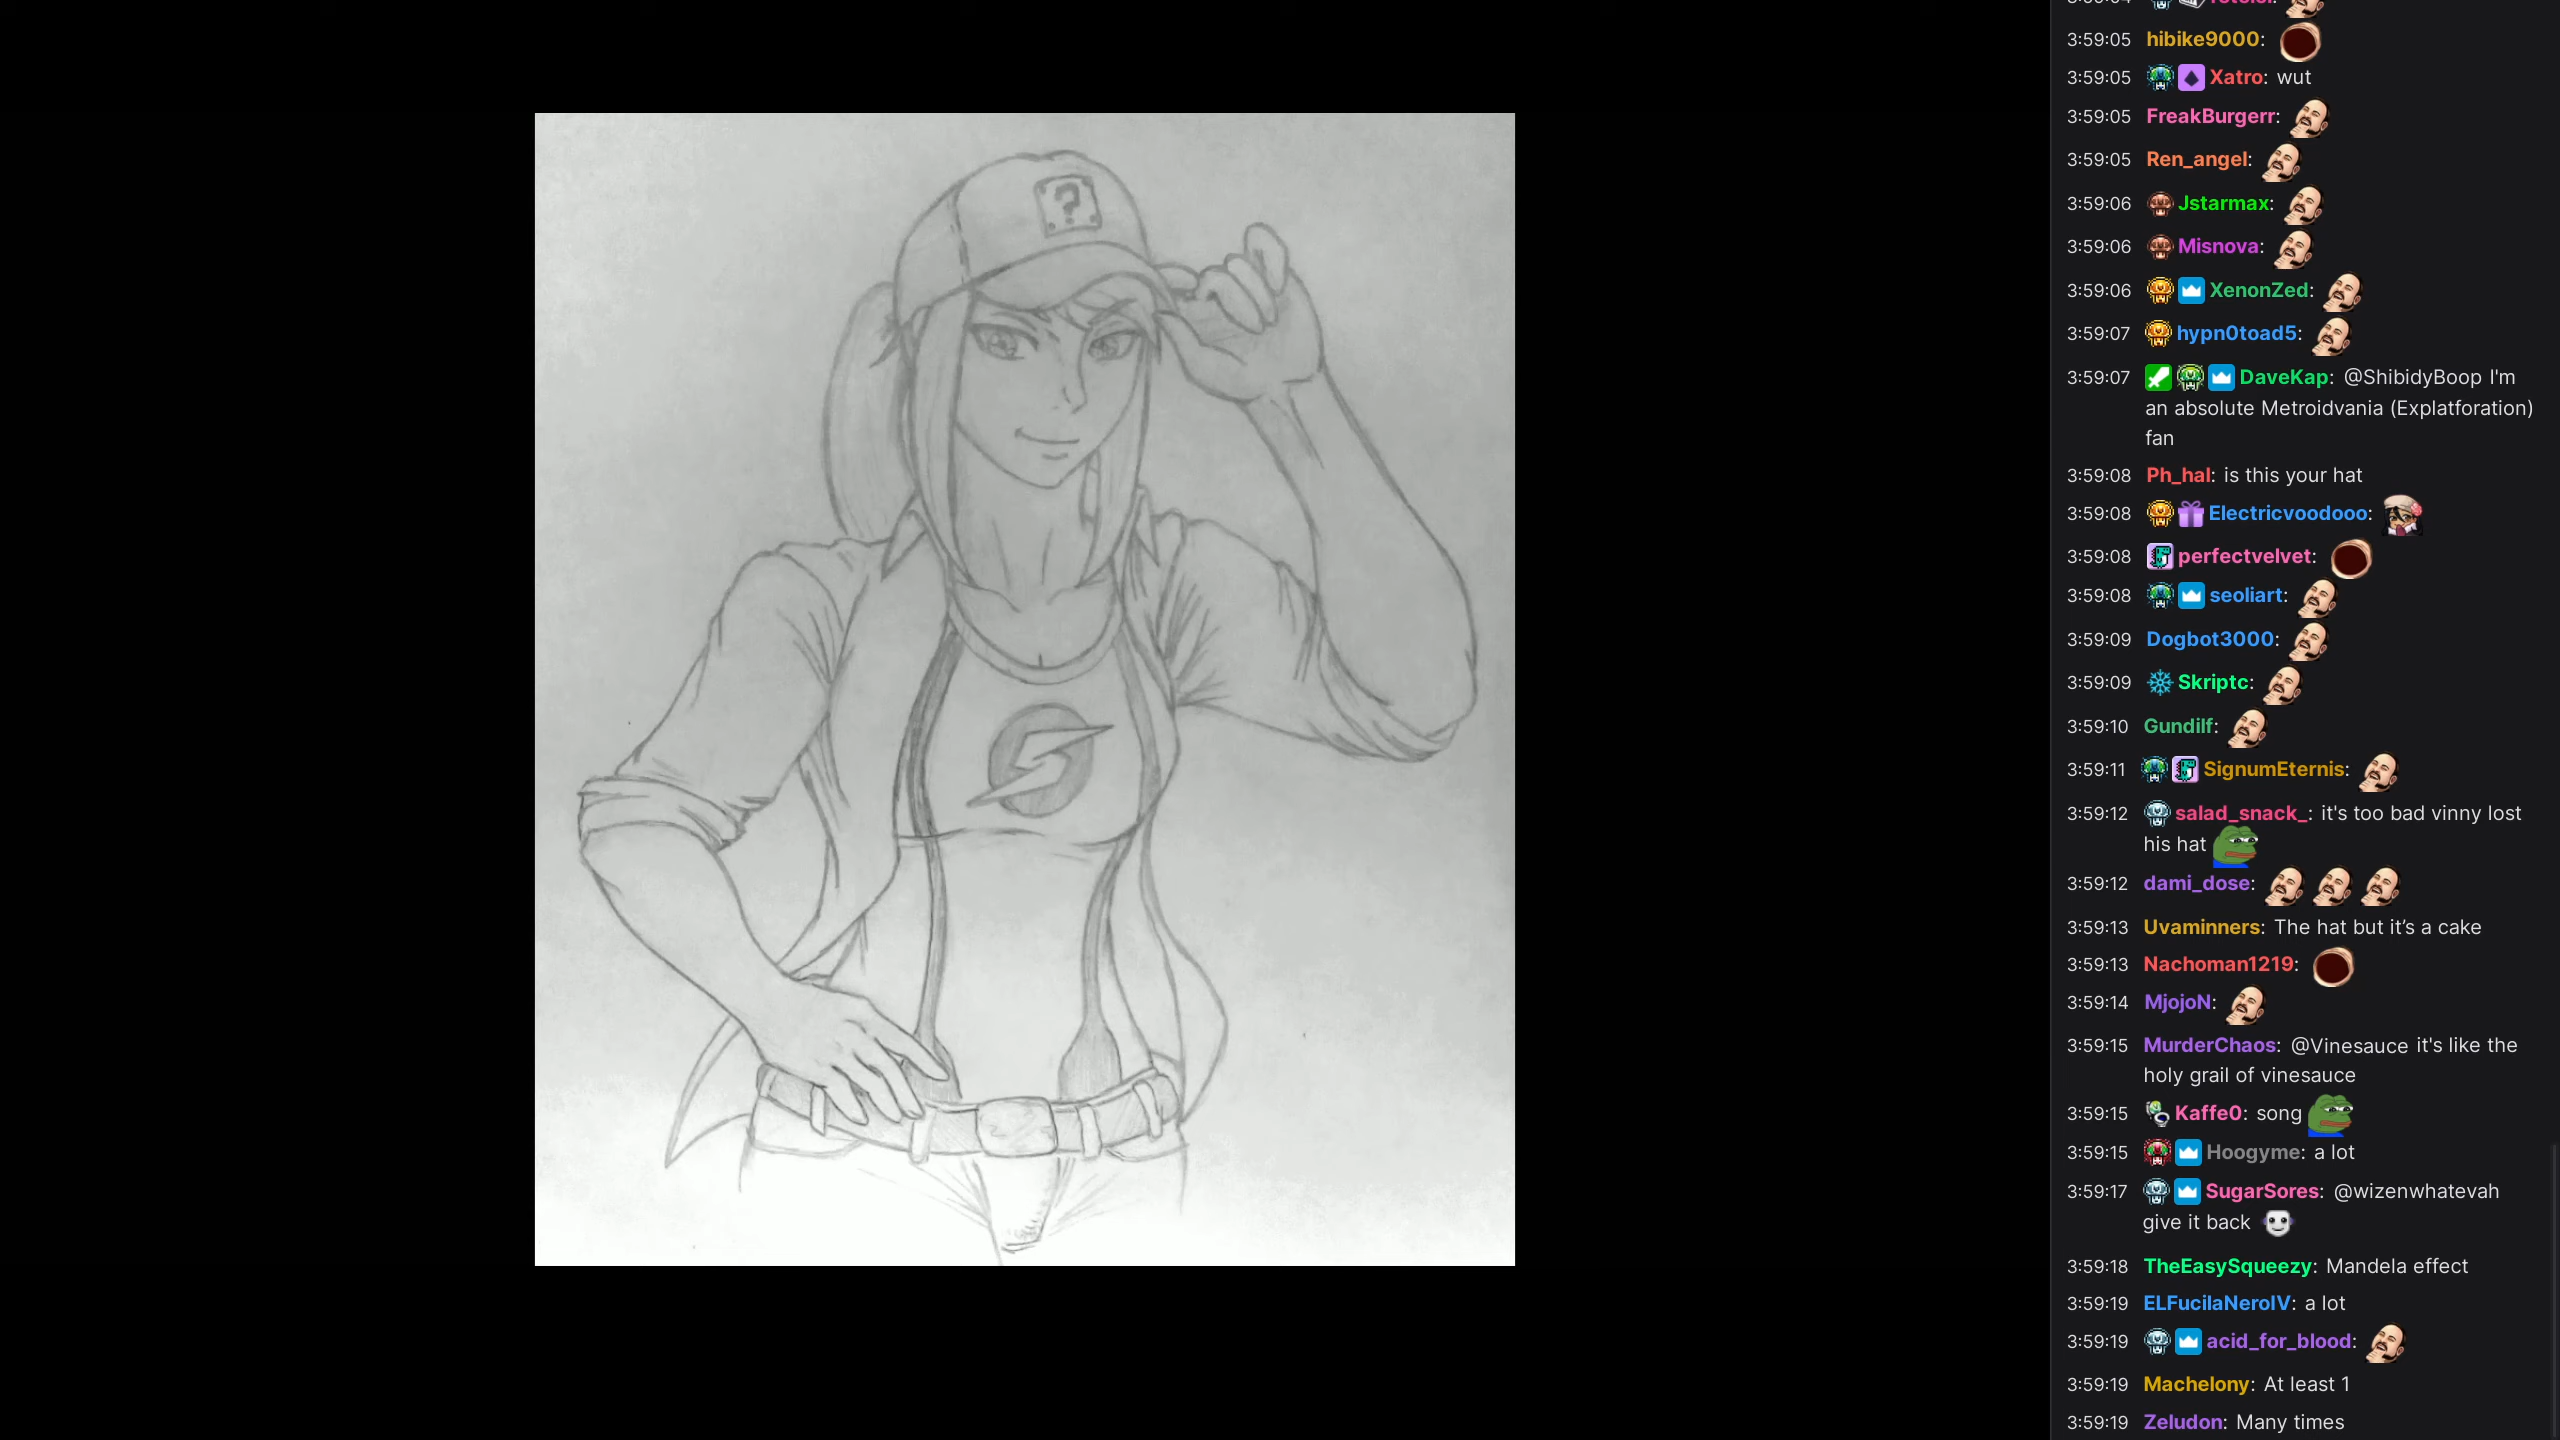 ?
3:59:05 hibike9000:
3:59:05 Xatro: wut
3:59:05 FreakBurgerr:
3:59:05 Ren_angel:
3:59:06 Jstarmax:
3:59:06 Misnova:
3:59:06 XenonZed:
3:59:07 hypn0toad5:
3:59:07 DaveKap: @ShibidyBoop I'm
an absolute Metroidvania (Explatforation)
fan
3:59:08 Ph_hal: is this your hat
3:59:08 Electricvoodooo:
3:59:08 perfectvelvet:
3:59:08 seoliart:
3:59:09 Dogbot3000:
3:59:09 Skriptc:
3:59:10 Gundilf:
3:59:11 SignumEternis:
3:59:12 salad_snack_: it's too bad vinny lost
his hat
3:59:12 dami_dose:
3:59:13 Uvaminners: The hat but it’s a cake
3:59:13 Nachoman1219:
3:59:14 MjojoN:
3:59:15 MurderChaos: @Vinesauce it's like the
holy grail of vinesauce
3:59:15 Kaffe0: song
3:59:15 Hoogyme: a lot
3:59:17 SugarSores: @wizenwhatevah
give it back
3:59:18 TheEasySqueezy: Mandela effect
3:59:19 ELFucilaNeroIV: a lot
3:59:19 acid_for_blood:
3:59:19 Machelony: At least 1
3:59:19 Zeludon: Many times